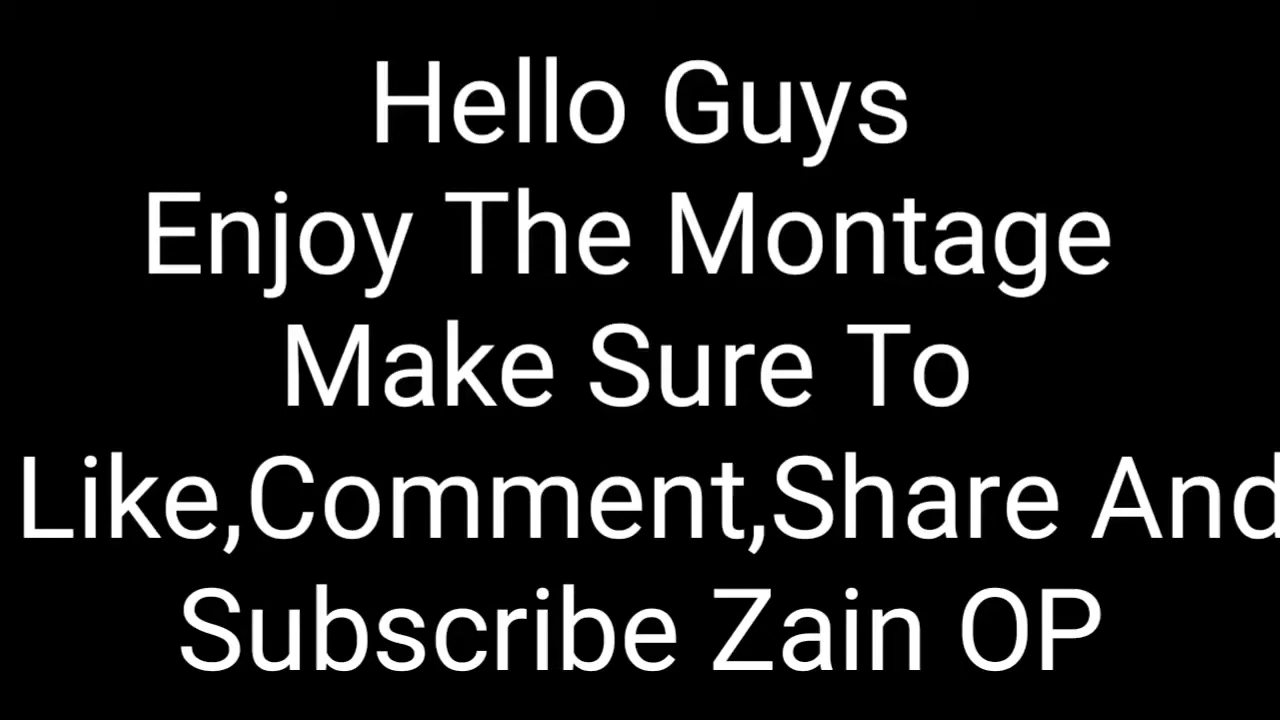 Hello Guys
Enjoy The Montage
Make Sure To
Like,Comment,Share And
Subscribe Zain OP